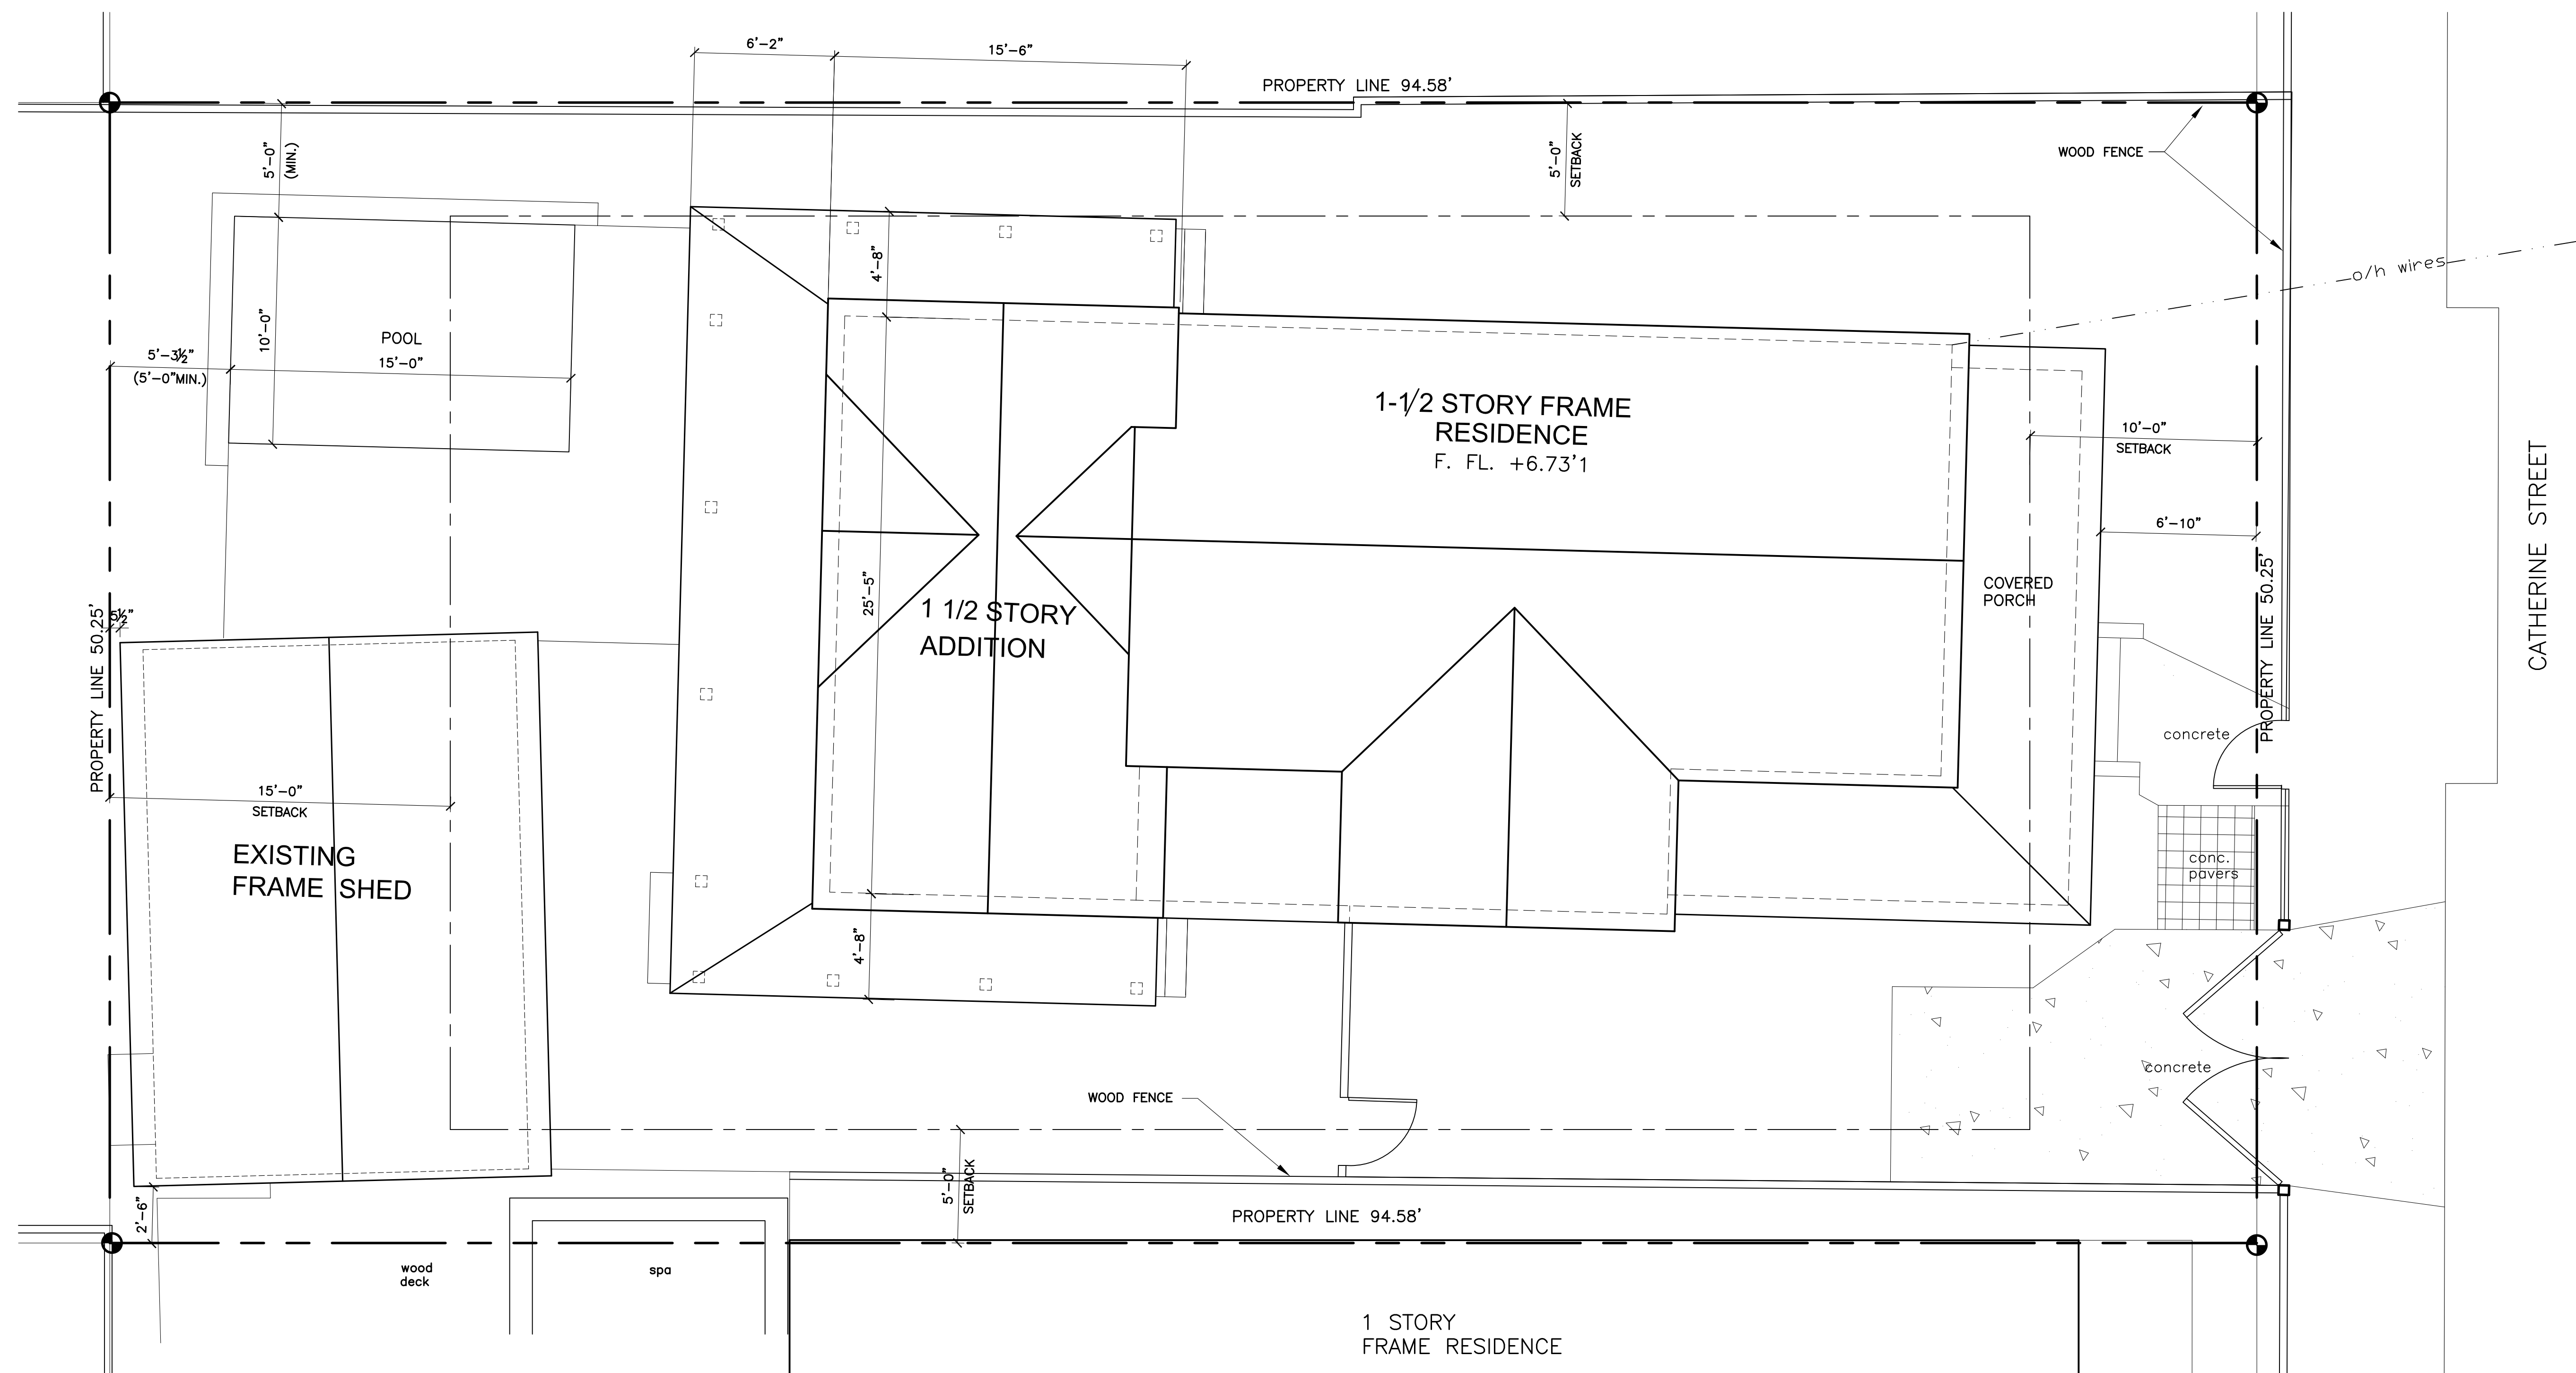 6'-2"
15'-6"
PROPERTY LINE 94.58'
5'-0"
(MIN.)
5'-0"
SETBACK
WOOD FENCE
o/h wires
4'-8"
POOL
10'-0"
15'-0"
5'-3½"
(5'-0"MIN.)
1-1/2 STORY FRAME
RESIDENCE
F. FL. +6.73'1
10'-0"
SETBACK
6'-10"
CATHERINE STREET
COVERED
PORCH
PROPERTY LINE 50.25'
25'-5"
1 1/2 STORY
ADDITION
5½"
PROPERTY LINE 50.25'
concrete
15'-0"
SETBACK
EXISTING
FRAME SHED
conc.
pavers
4'-8"
concrete
WOOD FENCE
5'-0"
SETBACK
2'-6"
PROPERTY LINE 94.58'
wood
deck
spa
1 STORY
FRAME RESIDENCE